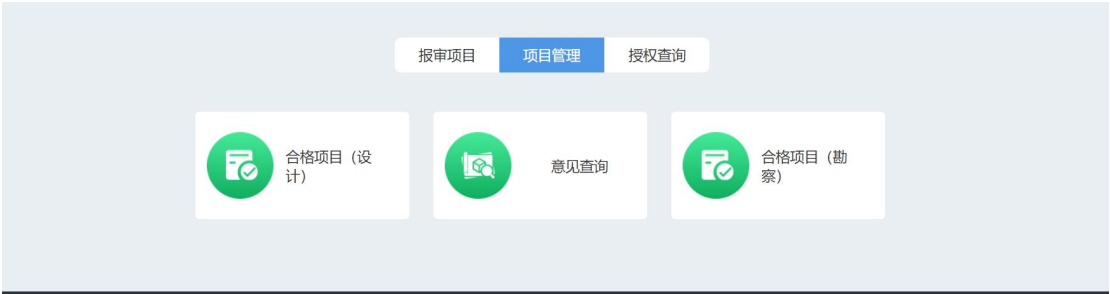 报审项目 项目管理 授权查询
合格项目（设
计）
意见查询
合格项目（勘
察）